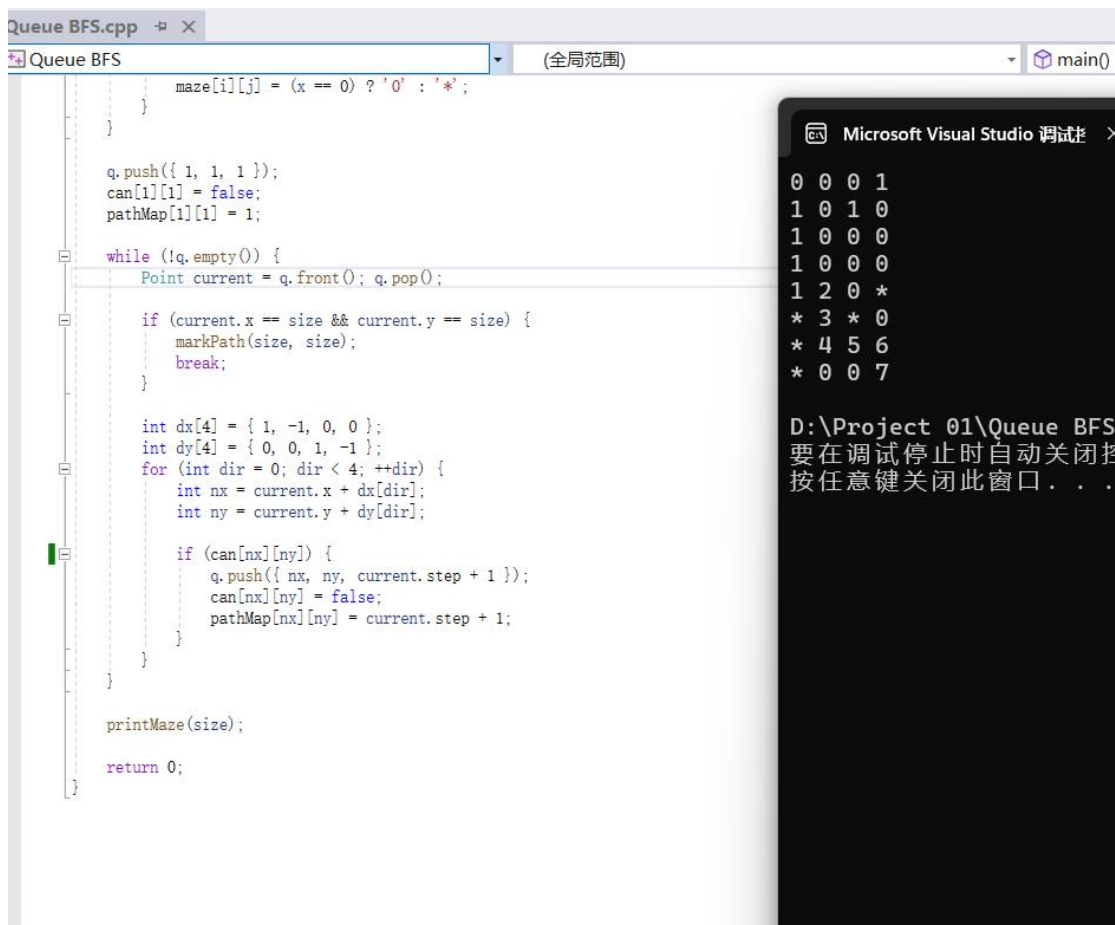 Queue BFS.cpp
Queue BFS
(全局范围)
main()
maze[i][j] = (x == 0) ? '0' : '*';
}
}
q.push({ 1, 1, 1 });
can[1][1] = false;
pathMap[1][1] = 1;
while (!q.empty()) {
Point current = q.front(); q.pop();
if (current.x == size && current.y == size) {
markPath(size, size);
break;
}
int dx[4] = { 1, -1, 0, 0 };
int dy[4] = { 0, 0, 1, -1 };
for (int dir = 0; dir < 4; ++dir) {
int nx = current.x + dx[dir];
int ny = current.y + dy[dir];
if (can[nx][ny]) {
q.push({ nx, ny, current.step + 1 });
can[nx][ny] = false;
pathMap[nx][ny] = current.step + 1;
}
}
}
printMaze(size);
return 0;
}
Microsoft Visual Studio 调试
0 0 0 1
1 0 1 0
1 0 0 0
1 0 0 0
1 2 0 *
* 3 * 0
* 4 5 6
* 0 0 7
D:\Project 01\Queue BFS
要在调试停止时自动关闭
按任意键关闭此窗口. . .